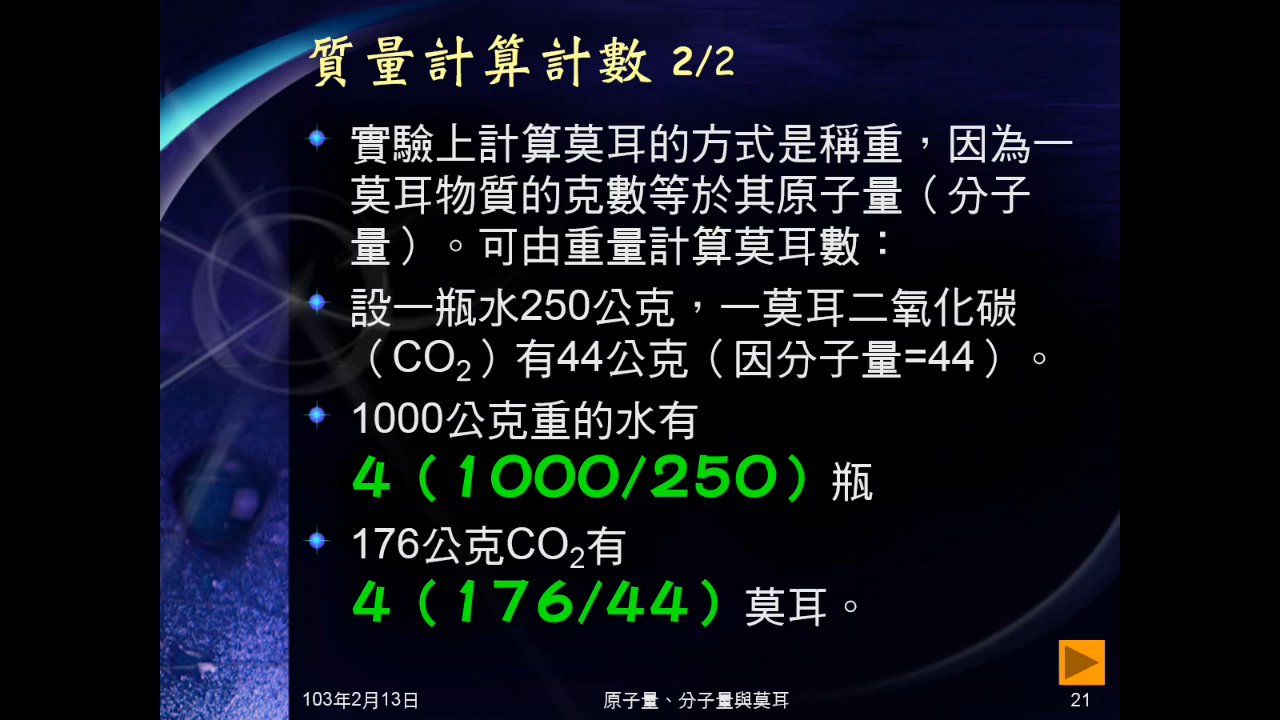 質量計算計數 2/2
實驗上計算莫耳的方式是稱重，因為一
莫耳物質的克數等於其原子量（分子
量）。可由重量計算莫耳數：
設一瓶水250公克，一莫耳二氧化碳
（CO₂）有44公克（因分子量=44）。
1000公克重的水有
4（1000/250）瓶
176公克CO₂有
4（176/44）莫耳。
103年2月13日
原子量、分子量與莫耳
21